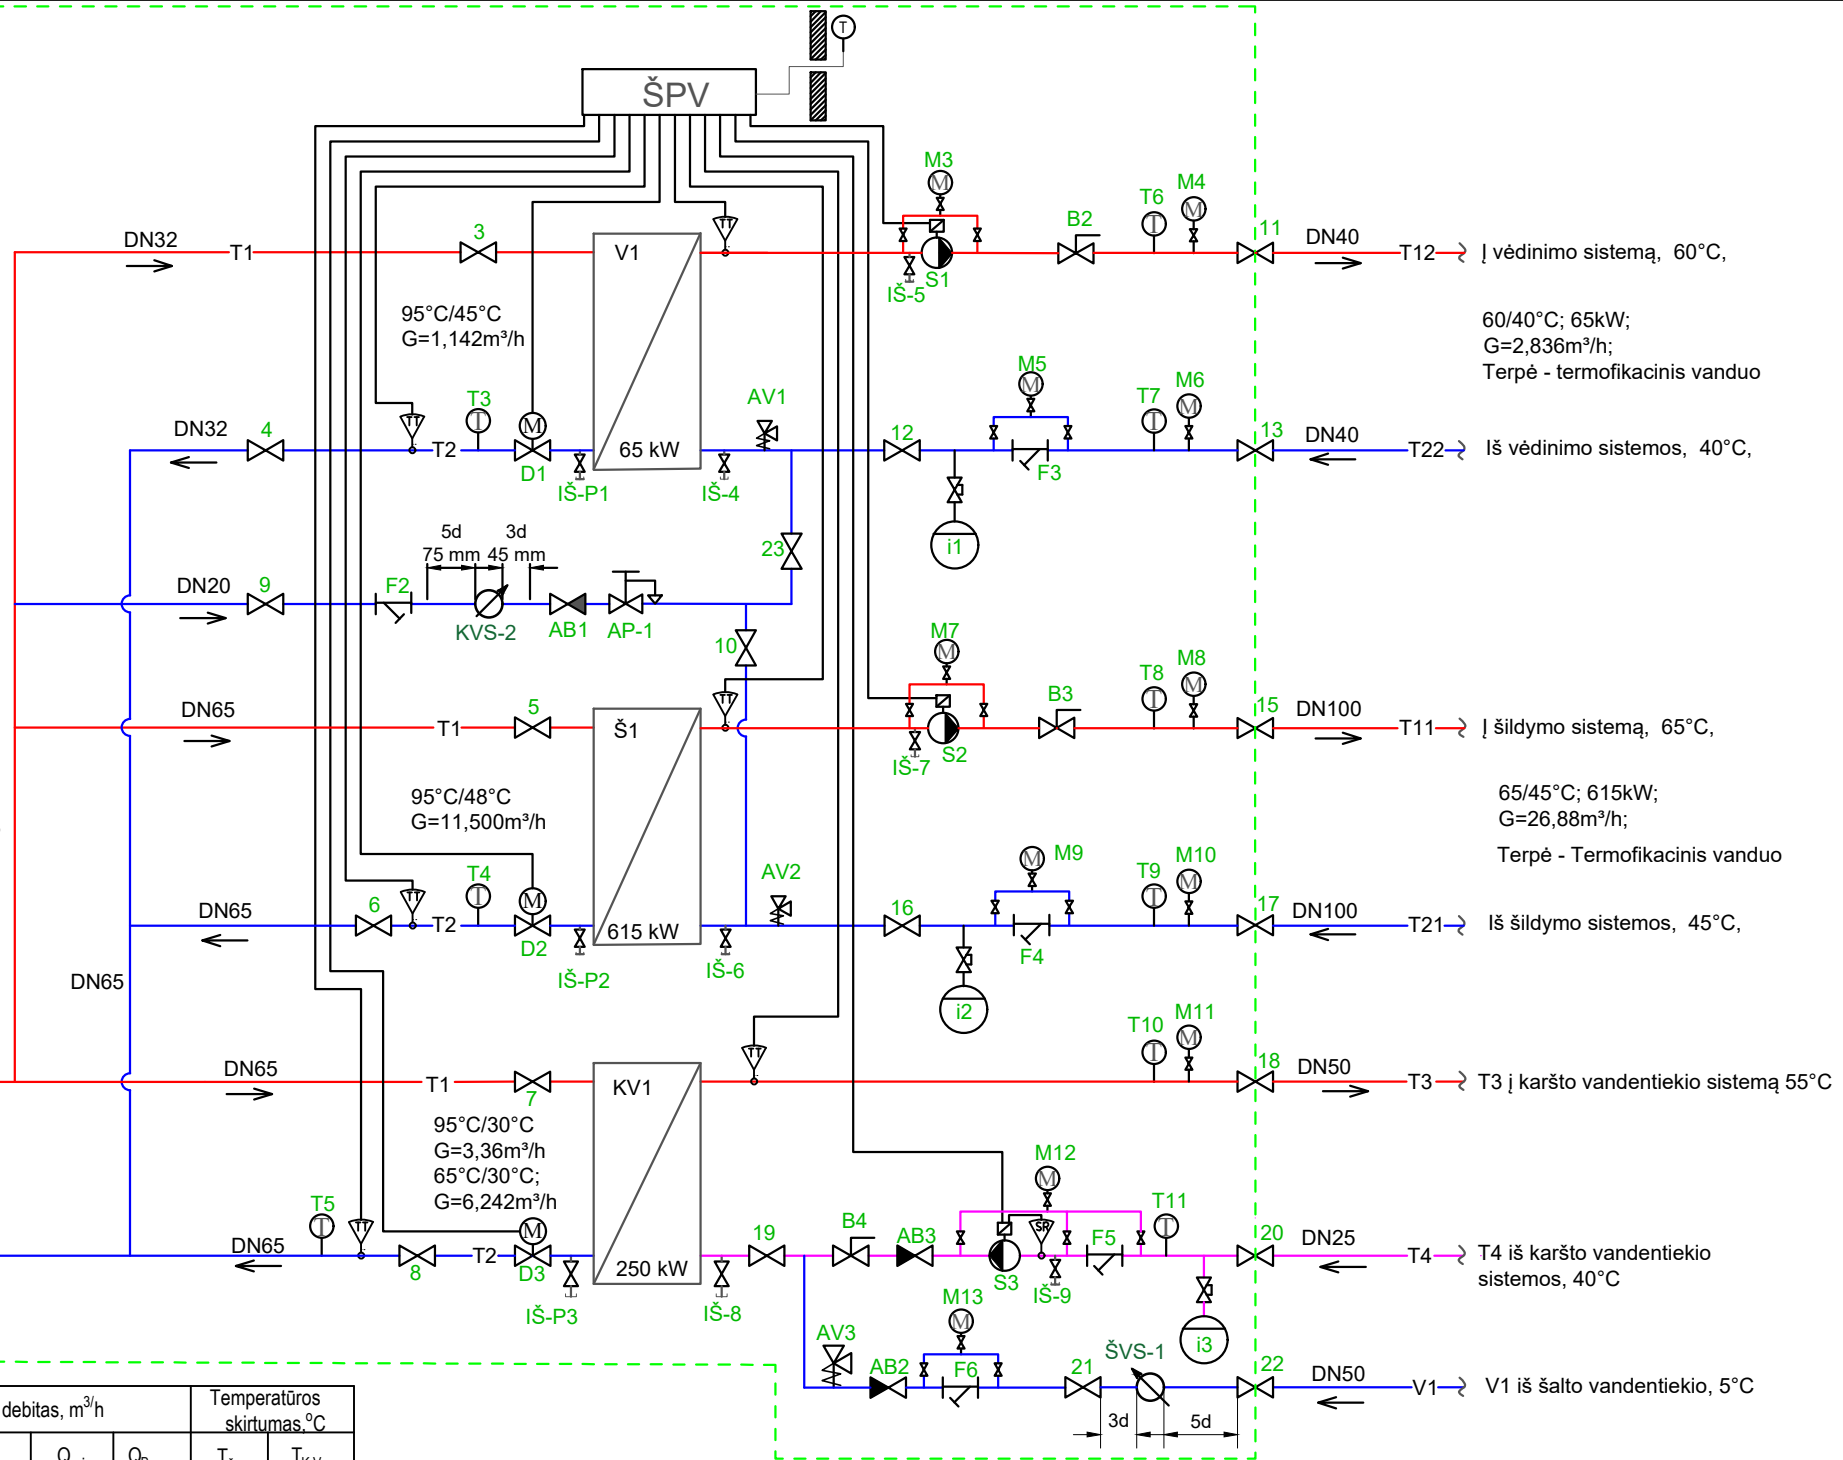 T
ŠPV
M3
M
T6
T
M4
M
B2
11
DN32
T1
3
V1
TT
S1
IŠ-5
DN40
T12
Į vėdinimo sistemą, 60°C,
95°C/45°C
G=1,142m³/h
60/40°C; 65kW;
G=2,836m³/h;
Terpė - termofikacinis vanduo
M5
M
T7
T
M6
M
AV1
T3
T
M
TT
DN32
4
T2
D1
IŠ-P1
65 kW
IŠ-4
12
F3
13
DN40
T22
Iš vėdinimo sistemos, 40°C,
i1
5d
3d
75 mm
45 mm
23
DN20
9
F2
KVS-2
AB1
AP-1
10
M7
M
T8
T
M8
M
B3
15
DN65
T1
5
Š1
TT
S2
IŠ-7
DN100
T11
Į šildymo sistemą, 65°C,
95°C/48°C
G=11,500m³/h
65/45°C; 615kW;
G=26,88m³/h;
Terpė - Termofikacinis vanduo
M9
M
T9
T
M10
M
AV2
T4
T
M
TT
DN65
6
T2
D2
IŠ-P2
615 kW
IŠ-6
16
F4
17
DN100
T21
Iš šildymo sistemos, 45°C,
i2
DN65
T10
T
M11
M
TT
DN65
T1
7
KV1
18
DN50
T3
T3 į karšto vandentiekio sistemą 55°C
95°C/30°C
G=3,36m³/h
65°C/30°C;
G=6,242m³/h
M12
M
SR
T11
T
T5
T
TT
M
DN65
8
T2
D3
IŠ-P3
250 kW
IŠ-8
19
B4
AB3
S3
IŠ-9
F5
20
DN25
T4
T4 iš karšto vandentiekio
sistemos, 40°C
i3
M13
M
AV3
AB2
F6
21
ŠVS-1
22
DN50
V1
V1 iš šalto vandentiekio, 5°C
3d
5d
debitas, m³/h
Temperatūros
skirtumas,°C